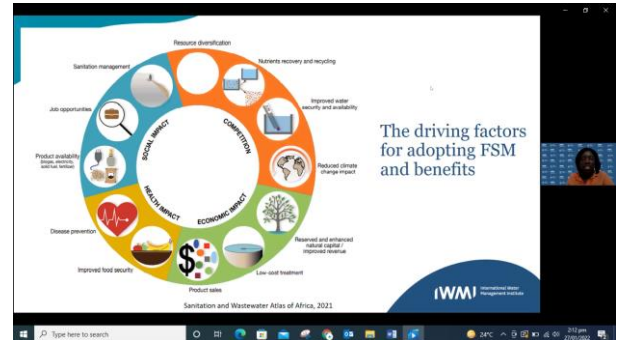 Resource diversification
Sanitation management
Nutrients recovery and recycling
Job opportunities
Improved water
security and availability
Product availability
(biogas, electricity,
solid fuel, fertilizer)
Reduced climate
change impact
SOCIAL IMPACT
COMPETITION
HEALTH IMPACT
ECONOMIC IMPACT
Disease prevention
Reserved and enhanced
natural capital /
improved revenue
Improved food security
Low-cost treatment
Product sales
The driving factors
for adopting FSM
and benefits
Sanitation and Wastewater Atlas of Africa, 2021
IWMI
International Water
Management Institute
Type here to search
24°C
2:12 pm
27/01/2022